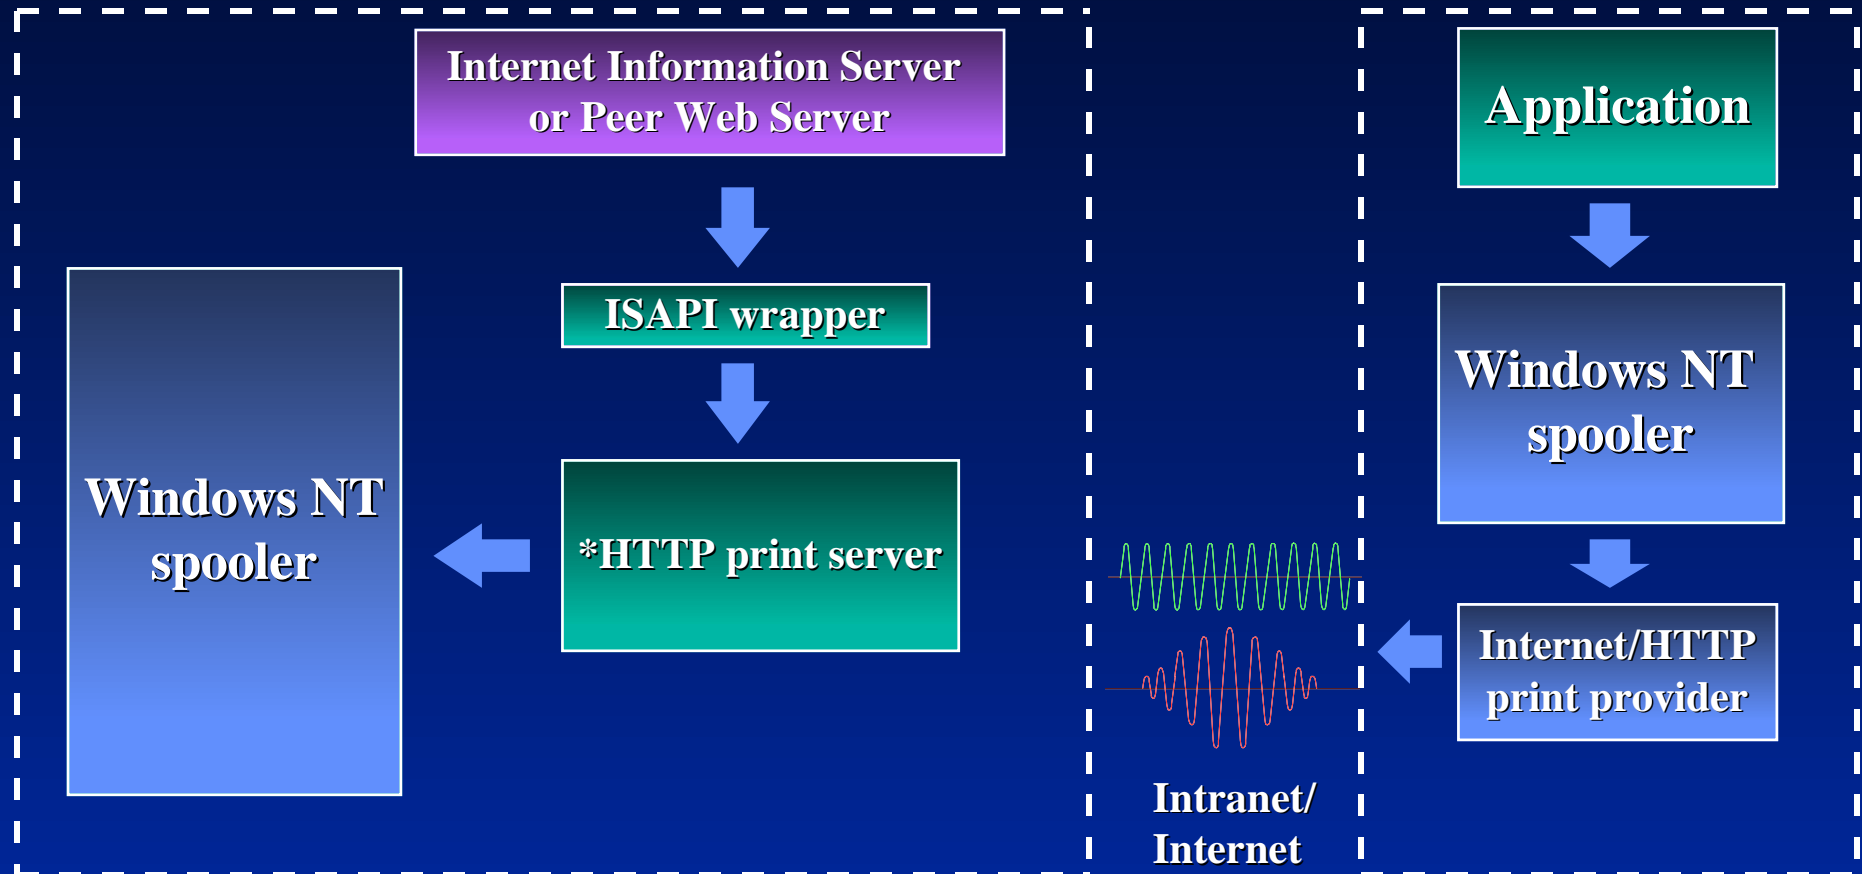 Internet Information Server
or Peer Web Server
ISAPI wrapper
Windows NT
spooler
*HTTP print server
Intranet/
Internet
Application
Windows NT
spooler
Internet/HTTP
print provider